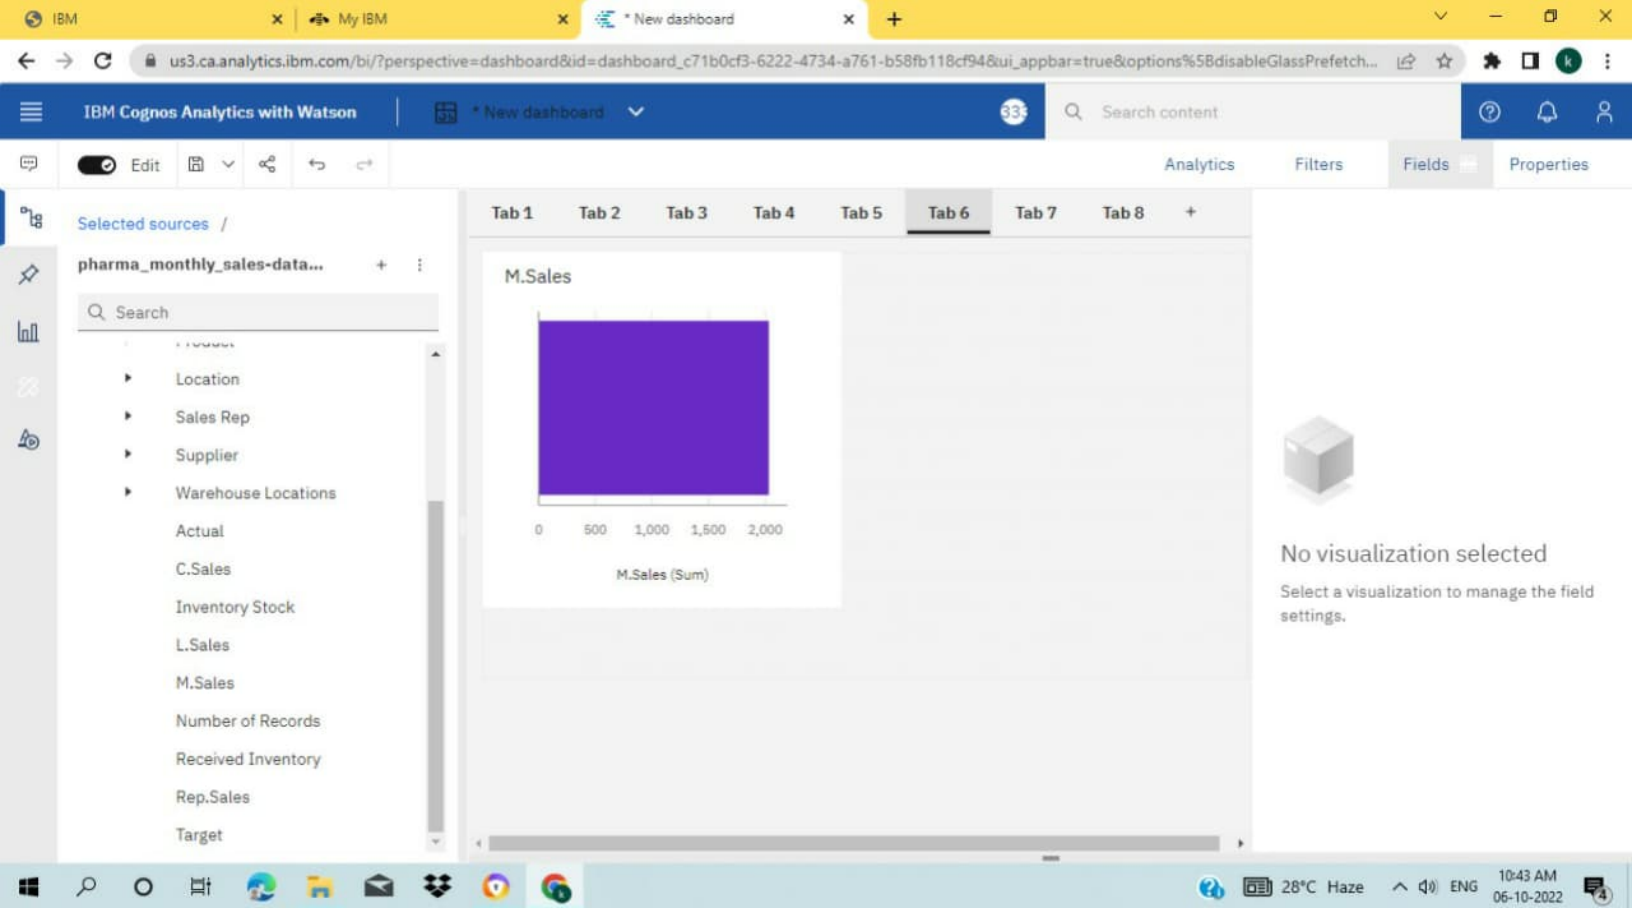 IBM
My IBM
* New dashboard
us3.ca.analytics.ibm.com/bi/?perspective=dashboard&id=dashboard_c71b0cf3-6222-4734-a761-b58fb118cf94&ui_appbar=true&options%5BdisableGlassPrefetch...
k
IBM Cognos Analytics with Watson
* New dashboard
Search content
Edit
Analytics
Filters
Fields
Properties
Selected sources /
pharma_monthly_sales-data...
Search
Product
Location
Sales Rep
Supplier
Warehouse Locations
Actual
C.Sales
Inventory Stock
L.Sales
M.Sales
Number of Records
Received Inventory
Rep.Sales
Target
Tab 1
Tab 2
Tab 3
Tab 4
Tab 5
Tab 6
Tab 7
Tab 8
M.Sales
0 500 1,000 1,500 2,000
M.Sales (Sum)
No visualization selected
Select a visualization to manage the field
settings.
28°C Haze
ENG
10:43 AM
06-10-2022
4